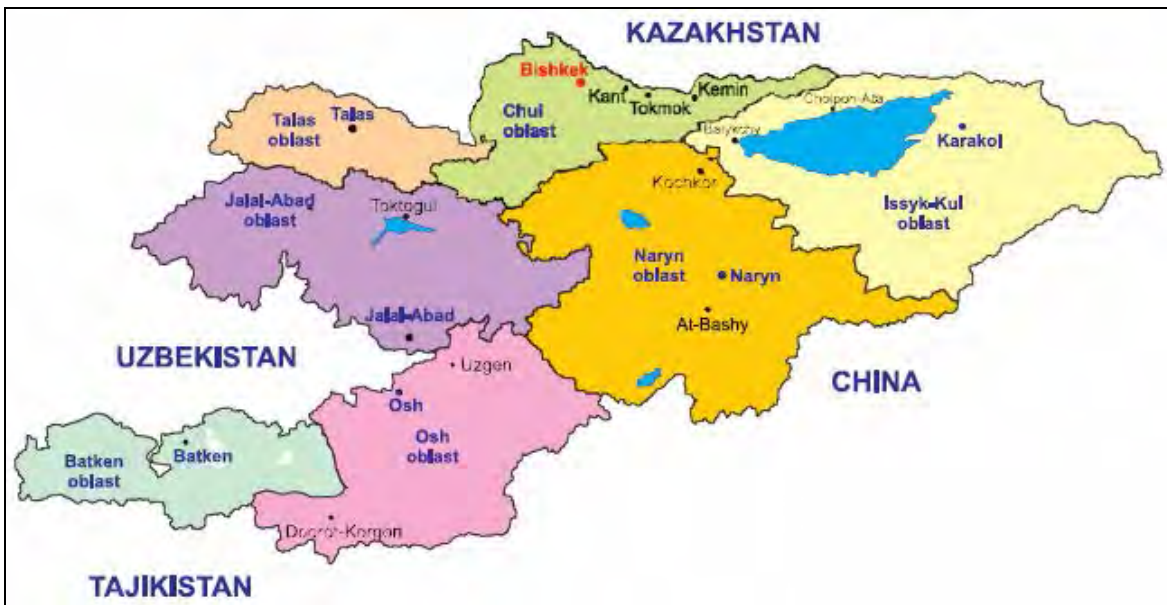 KAZAKHSTAN
Bishkek
Kant
Tokmok
Kemin
Chui
oblast
Talas
oblast
Talas
Cholpon-Ata
Balykchy
Karakol
Kochkor
Issyk-Kul
oblast
Jalal-Abad
oblast
Toktogul
Naryn
oblast
Naryn
At-Bashy
Jalal-Abad
UZBEKISTAN
Uzgen
CHINA
Osh
Osh
oblast
Batken
oblast
Batken
TAJIKISTAN